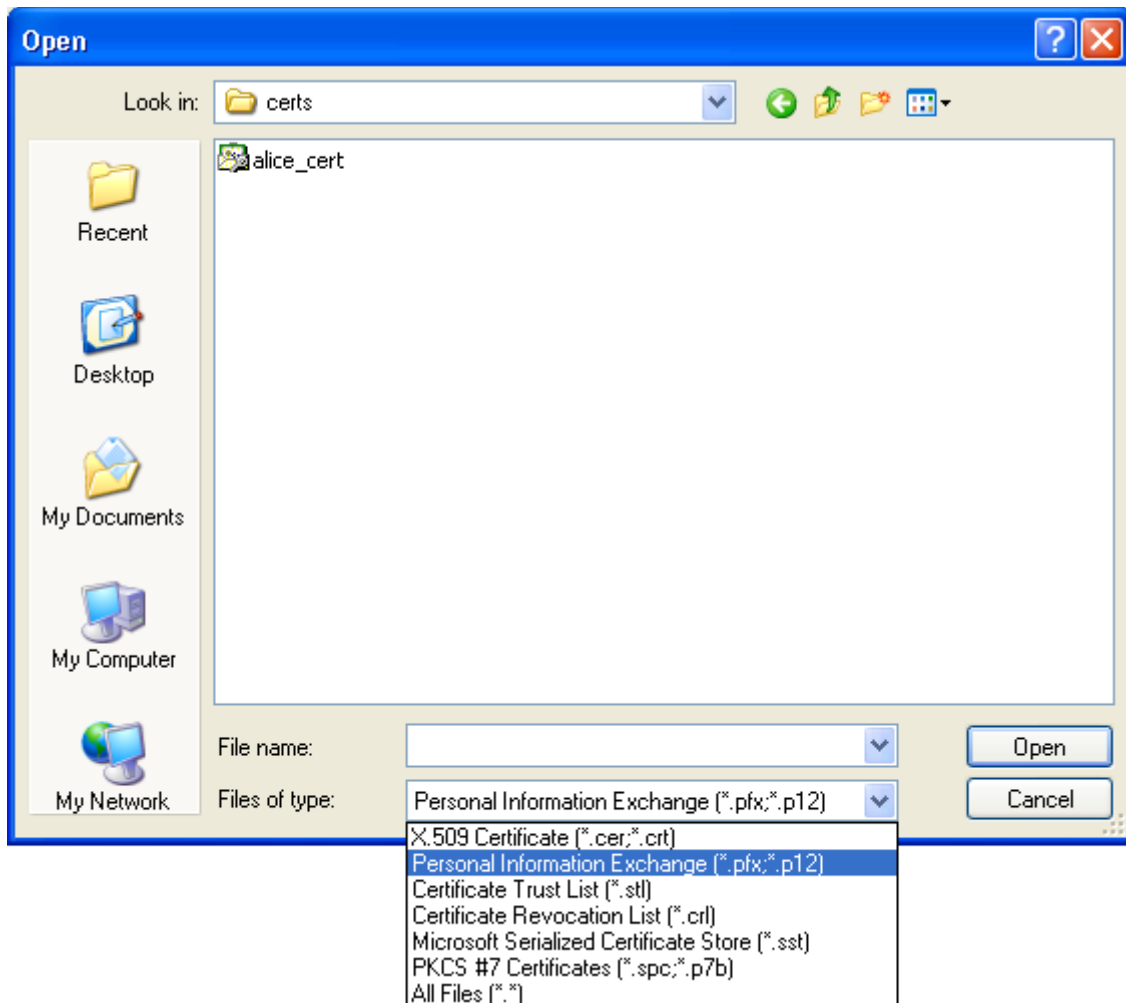 Open
Look in: certs
alice_cert
Recent
Desktop
My Documents
My Computer
My Network
File name:
Open
Files of type: Personal Information Exchange (*.pfx;*.p12)
Cancel
X.509 Certificate (*.cer;*.crt)
Personal Information Exchange (*.pfx;*.p12)
Certificate Trust List (*.stl)
Certificate Revocation List (*.crl)
Microsoft Serialized Certificate Store (*.sst)
PKCS #7 Certificates (*.spc;*.p7b)
All Files (*.*)